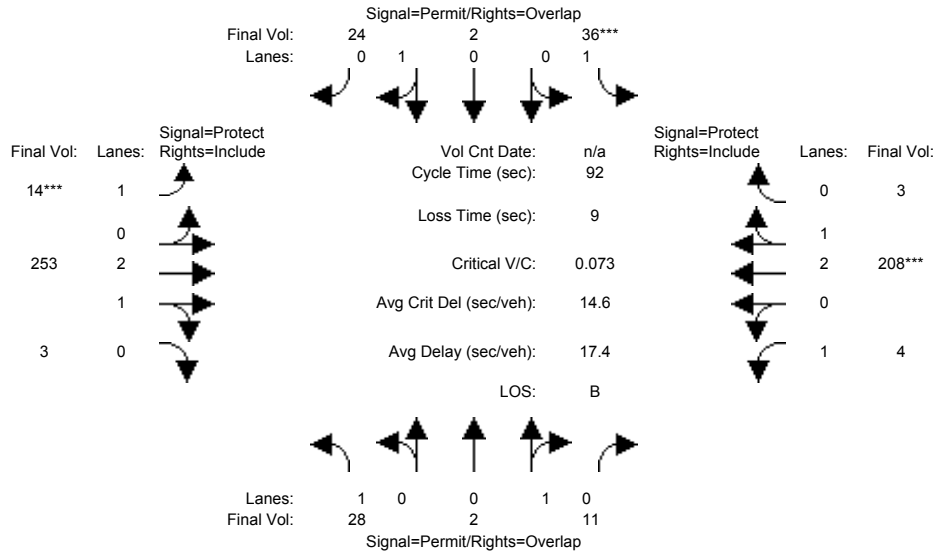 Signal=Permit/Rights=Overlap
Final Vol: 24 2 36***
Lanes: 0 1 0 0 1
Signal=Protect Signal=Protect
Final Vol: Lanes: Rights=Include Vol Cnt Date: n/a Rights=Include Lanes: Final Vol:
Cycle Time (sec): 92
14*** 1 0 3
Loss Time (sec): 9
0 1
253 2 Critical V/C: 0.073 2 208***
1 Avg Crit Del (sec/veh): 14.6 0
3 0 Avg Delay (sec/veh): 17.4 1 4
LOS: B
Lanes: 1 0 0 1 0
Final Vol: 28 2 11
Signal=Permit/Rights=Overlap